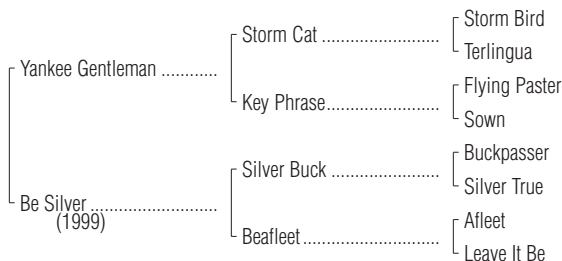 Storm Bird
Storm Cat ......................
Terlingua
Yankee Gentleman ...........
Flying Paster
Key Phrase.....................
Sown
Buckpasser
Silver Buck ....................
Silver True
Be Silver ........................
(1999)
Afleet
Beafleet.........................
Leave It Be